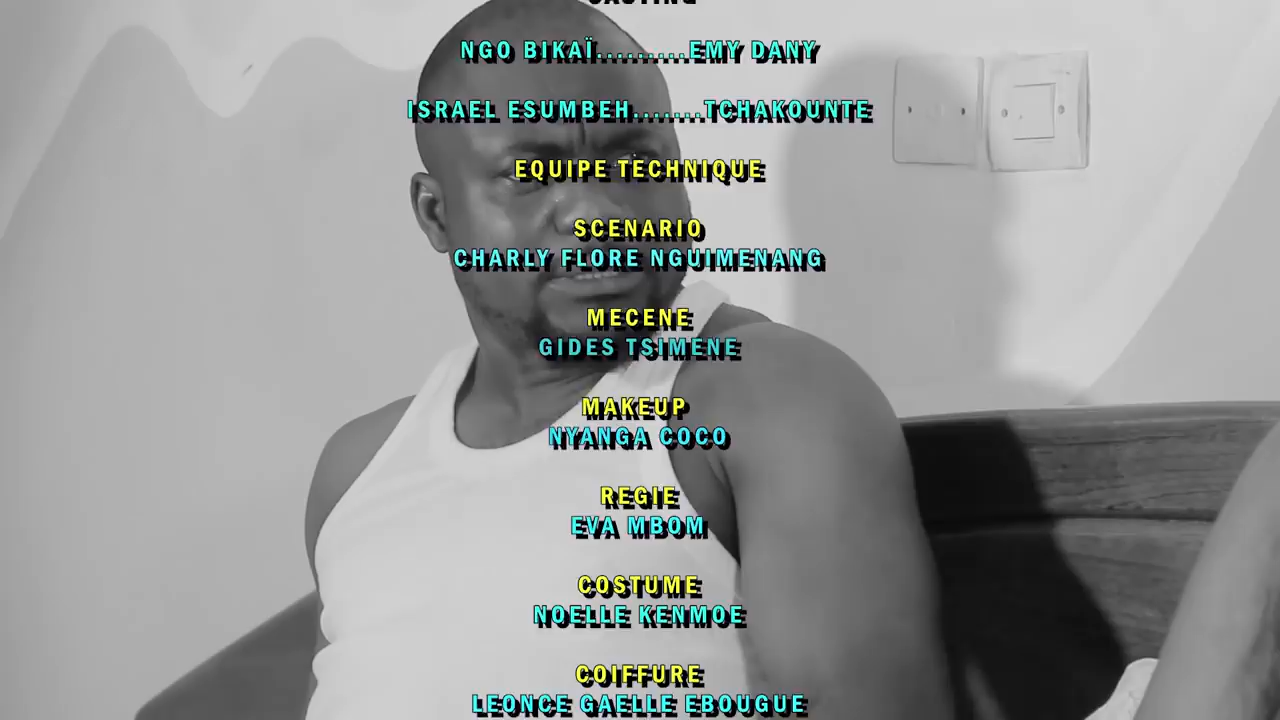 CASTING
NGO BIKAÏ.........EMY DANY
ISRAEL ESUMBEH.......TCHAKOUNTE
EQUIPE TECHNIQUE
SCENARIO
CHARLY FLORE NGUIMENANG
MECENE
GIDES TSIMENE
MAKEUP
NYANGA COCO
REGIE
EVA MBOM
COSTUME
NOELLE KENMOE
COIFFURE
LEONCE GAELLE EBOUGUE